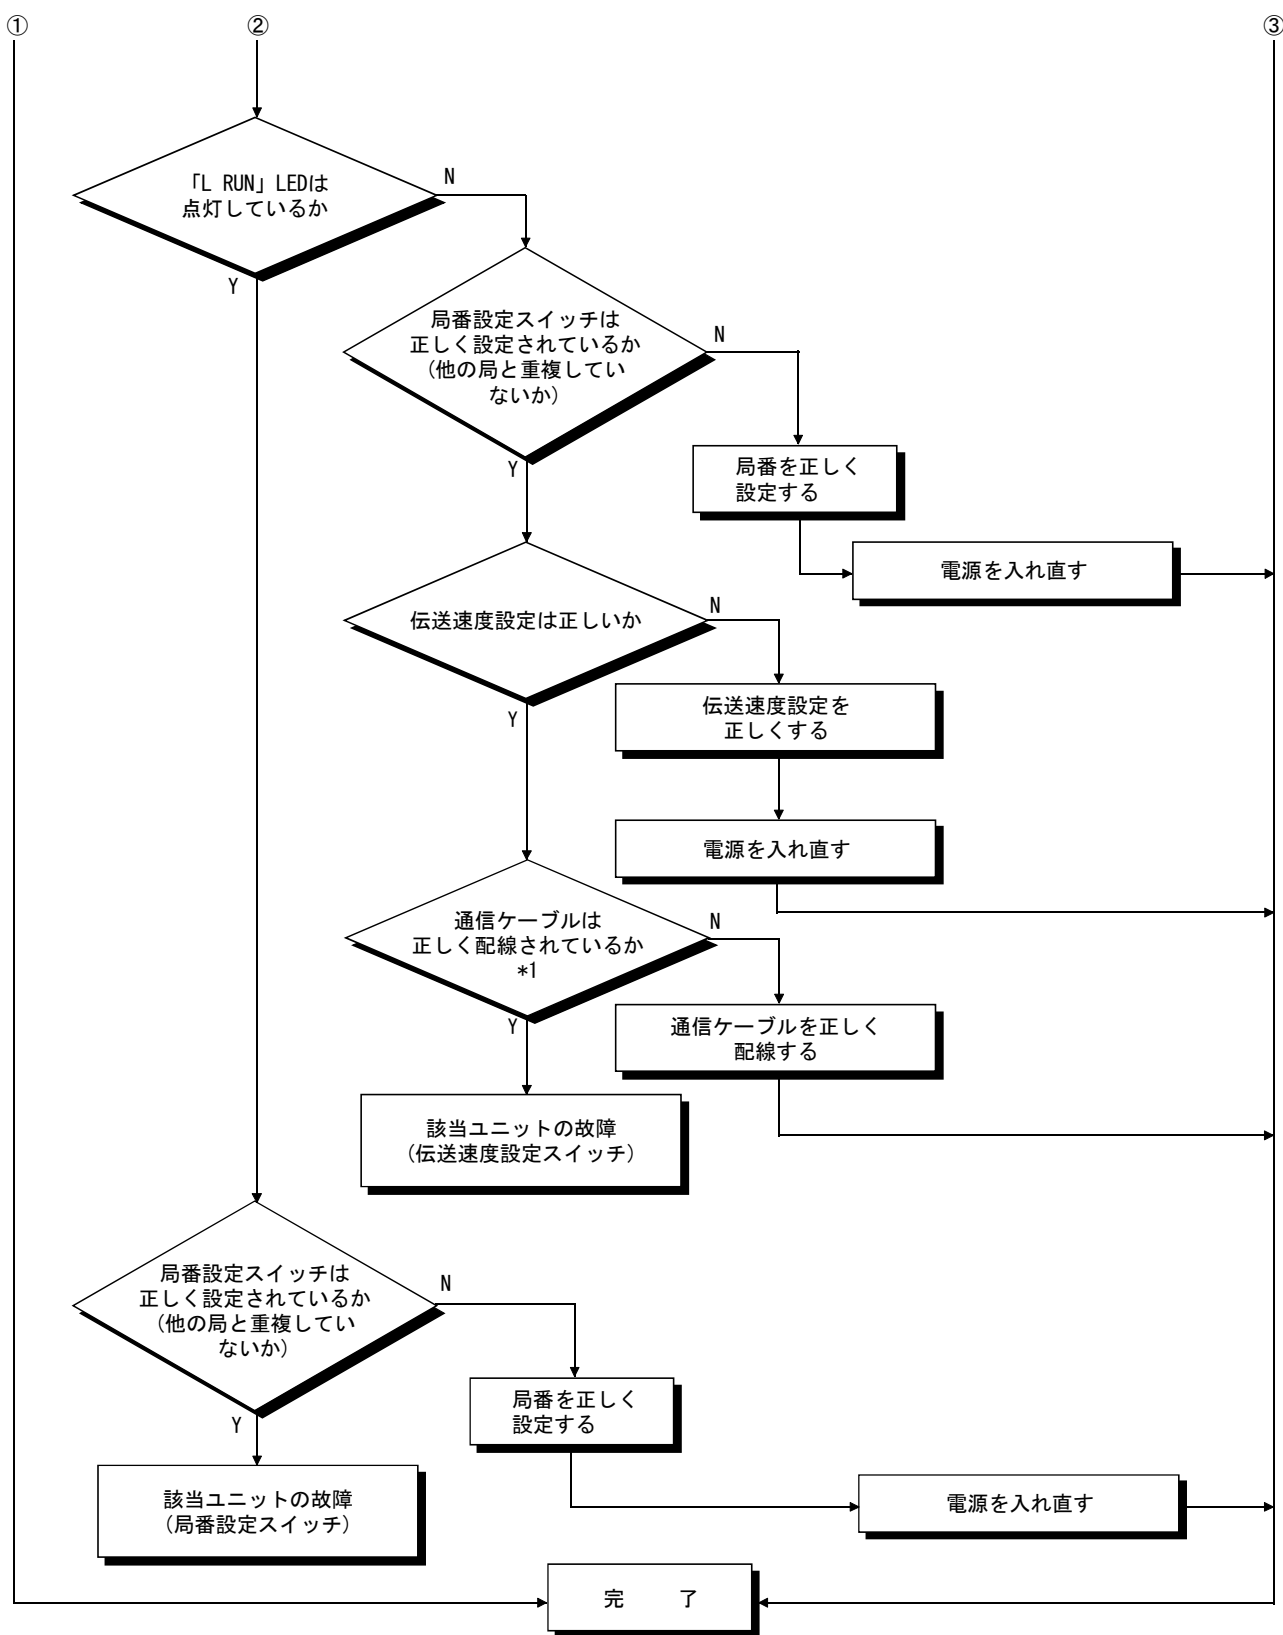 ①
②
③
「L RUN」LEDは
点灯しているか
N
Y
局番設定スイッチは
正しく設定されているか
(他の局と重複してい
ないか)
N
Y
局番を正しく
設定する
電源を入れ直す
伝送速度設定は正しいか
N
Y
伝送速度設定を
正しくする
電源を入れ直す
通信ケーブルは
正しく配線されているか
*1
N
Y
通信ケーブルを正しく
配線する
該当ユニットの故障
(伝送速度設定スイッチ)
局番設定スイッチは
正しく設定されているか
(他の局と重複してい
ないか)
N
Y
局番を正しく
設定する
該当ユニットの故障
(局番設定スイッチ)
電源を入れ直す
完 了